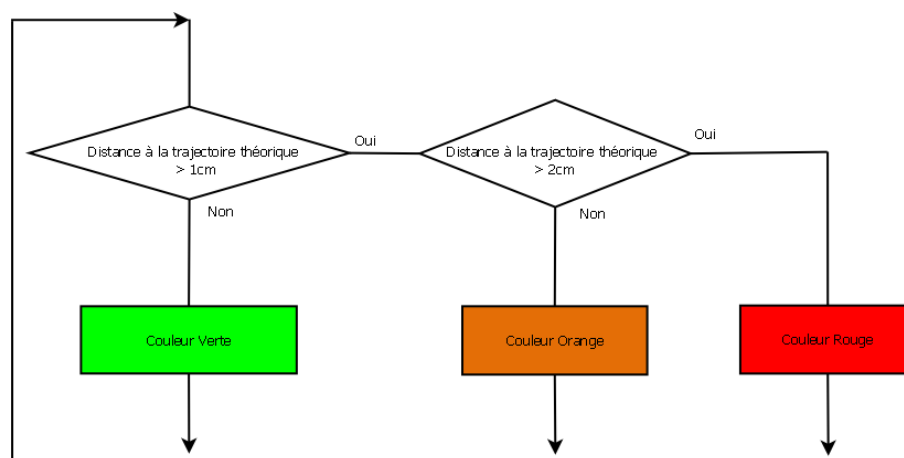 Oui
Oui
Distance à la trajectoire théorique
> 1cm
Distance à la trajectoire théorique
> 2cm
Non
Non
Couleur Verte
Couleur Orange
Couleur Rouge